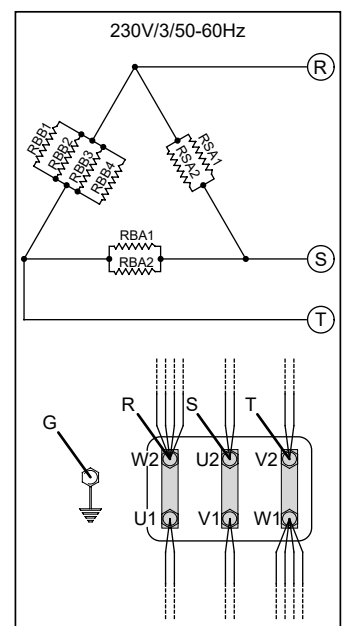 230V/3/50-60Hz
R
RBB1
RBB2
RBB3
RBB4
RSA1
RSA2
RBA1
RBA2
S
T
R S T
G
W2 U2 V2
U1 V1 W1